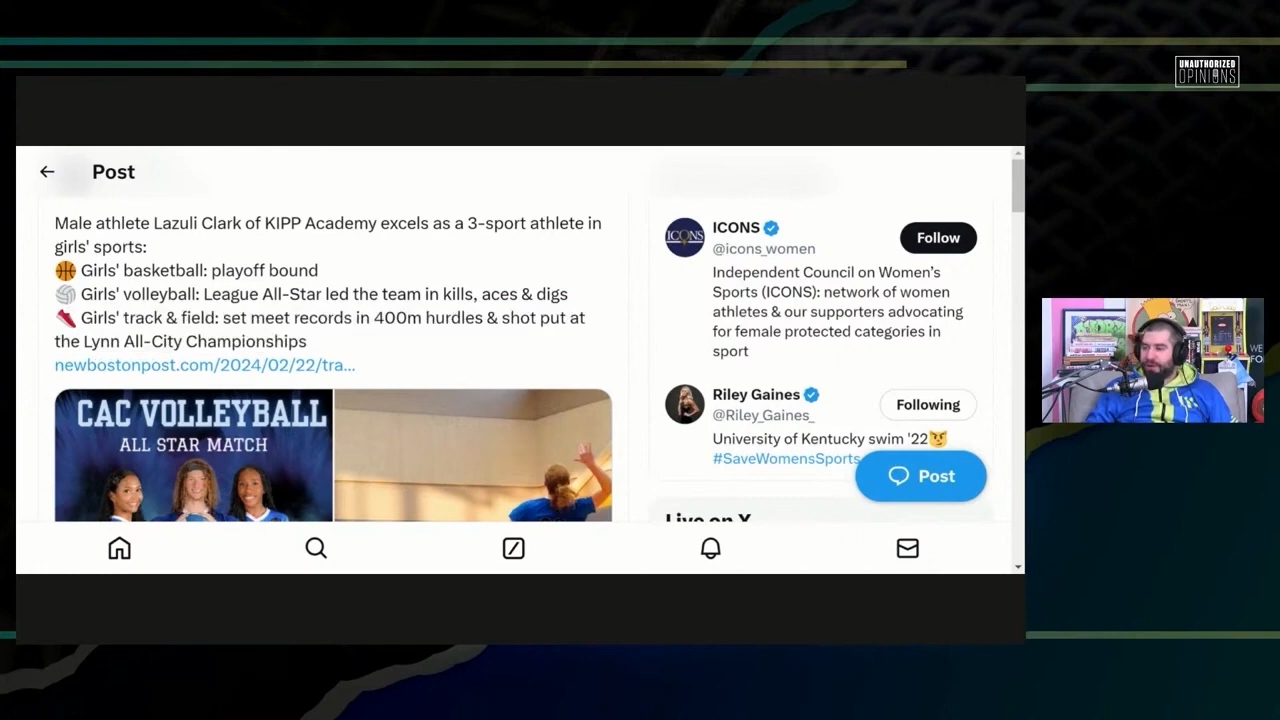 UNAUTHORIZED
OPINIONS
Post
Male athlete Lazuli Clark of KIPP Academy excels as a 3-sport athlete in
girls' sports:
🏀 Girls' basketball: playoff bound
🏐 Girls' volleyball: League All-Star led the team in kills, aces & digs
👟 Girls' track & field: set meet records in 400m hurdles & shot put at
the Lynn All-City Championships
newbostonpost.com/2024/02/22/tra...
CAC VOLLEYBALL
ALL STAR MATCH
ICONS
ICONS
@icons_women
Follow
Independent Council on Women's
Sports (ICONS): network of women
athletes & our supporters advocating
for female protected categories in
sport
Riley Gaines
@Riley_Gaines_
Following
University of Kentucky swim '22😼
#SaveWomensSports
Post
Live on X
WE